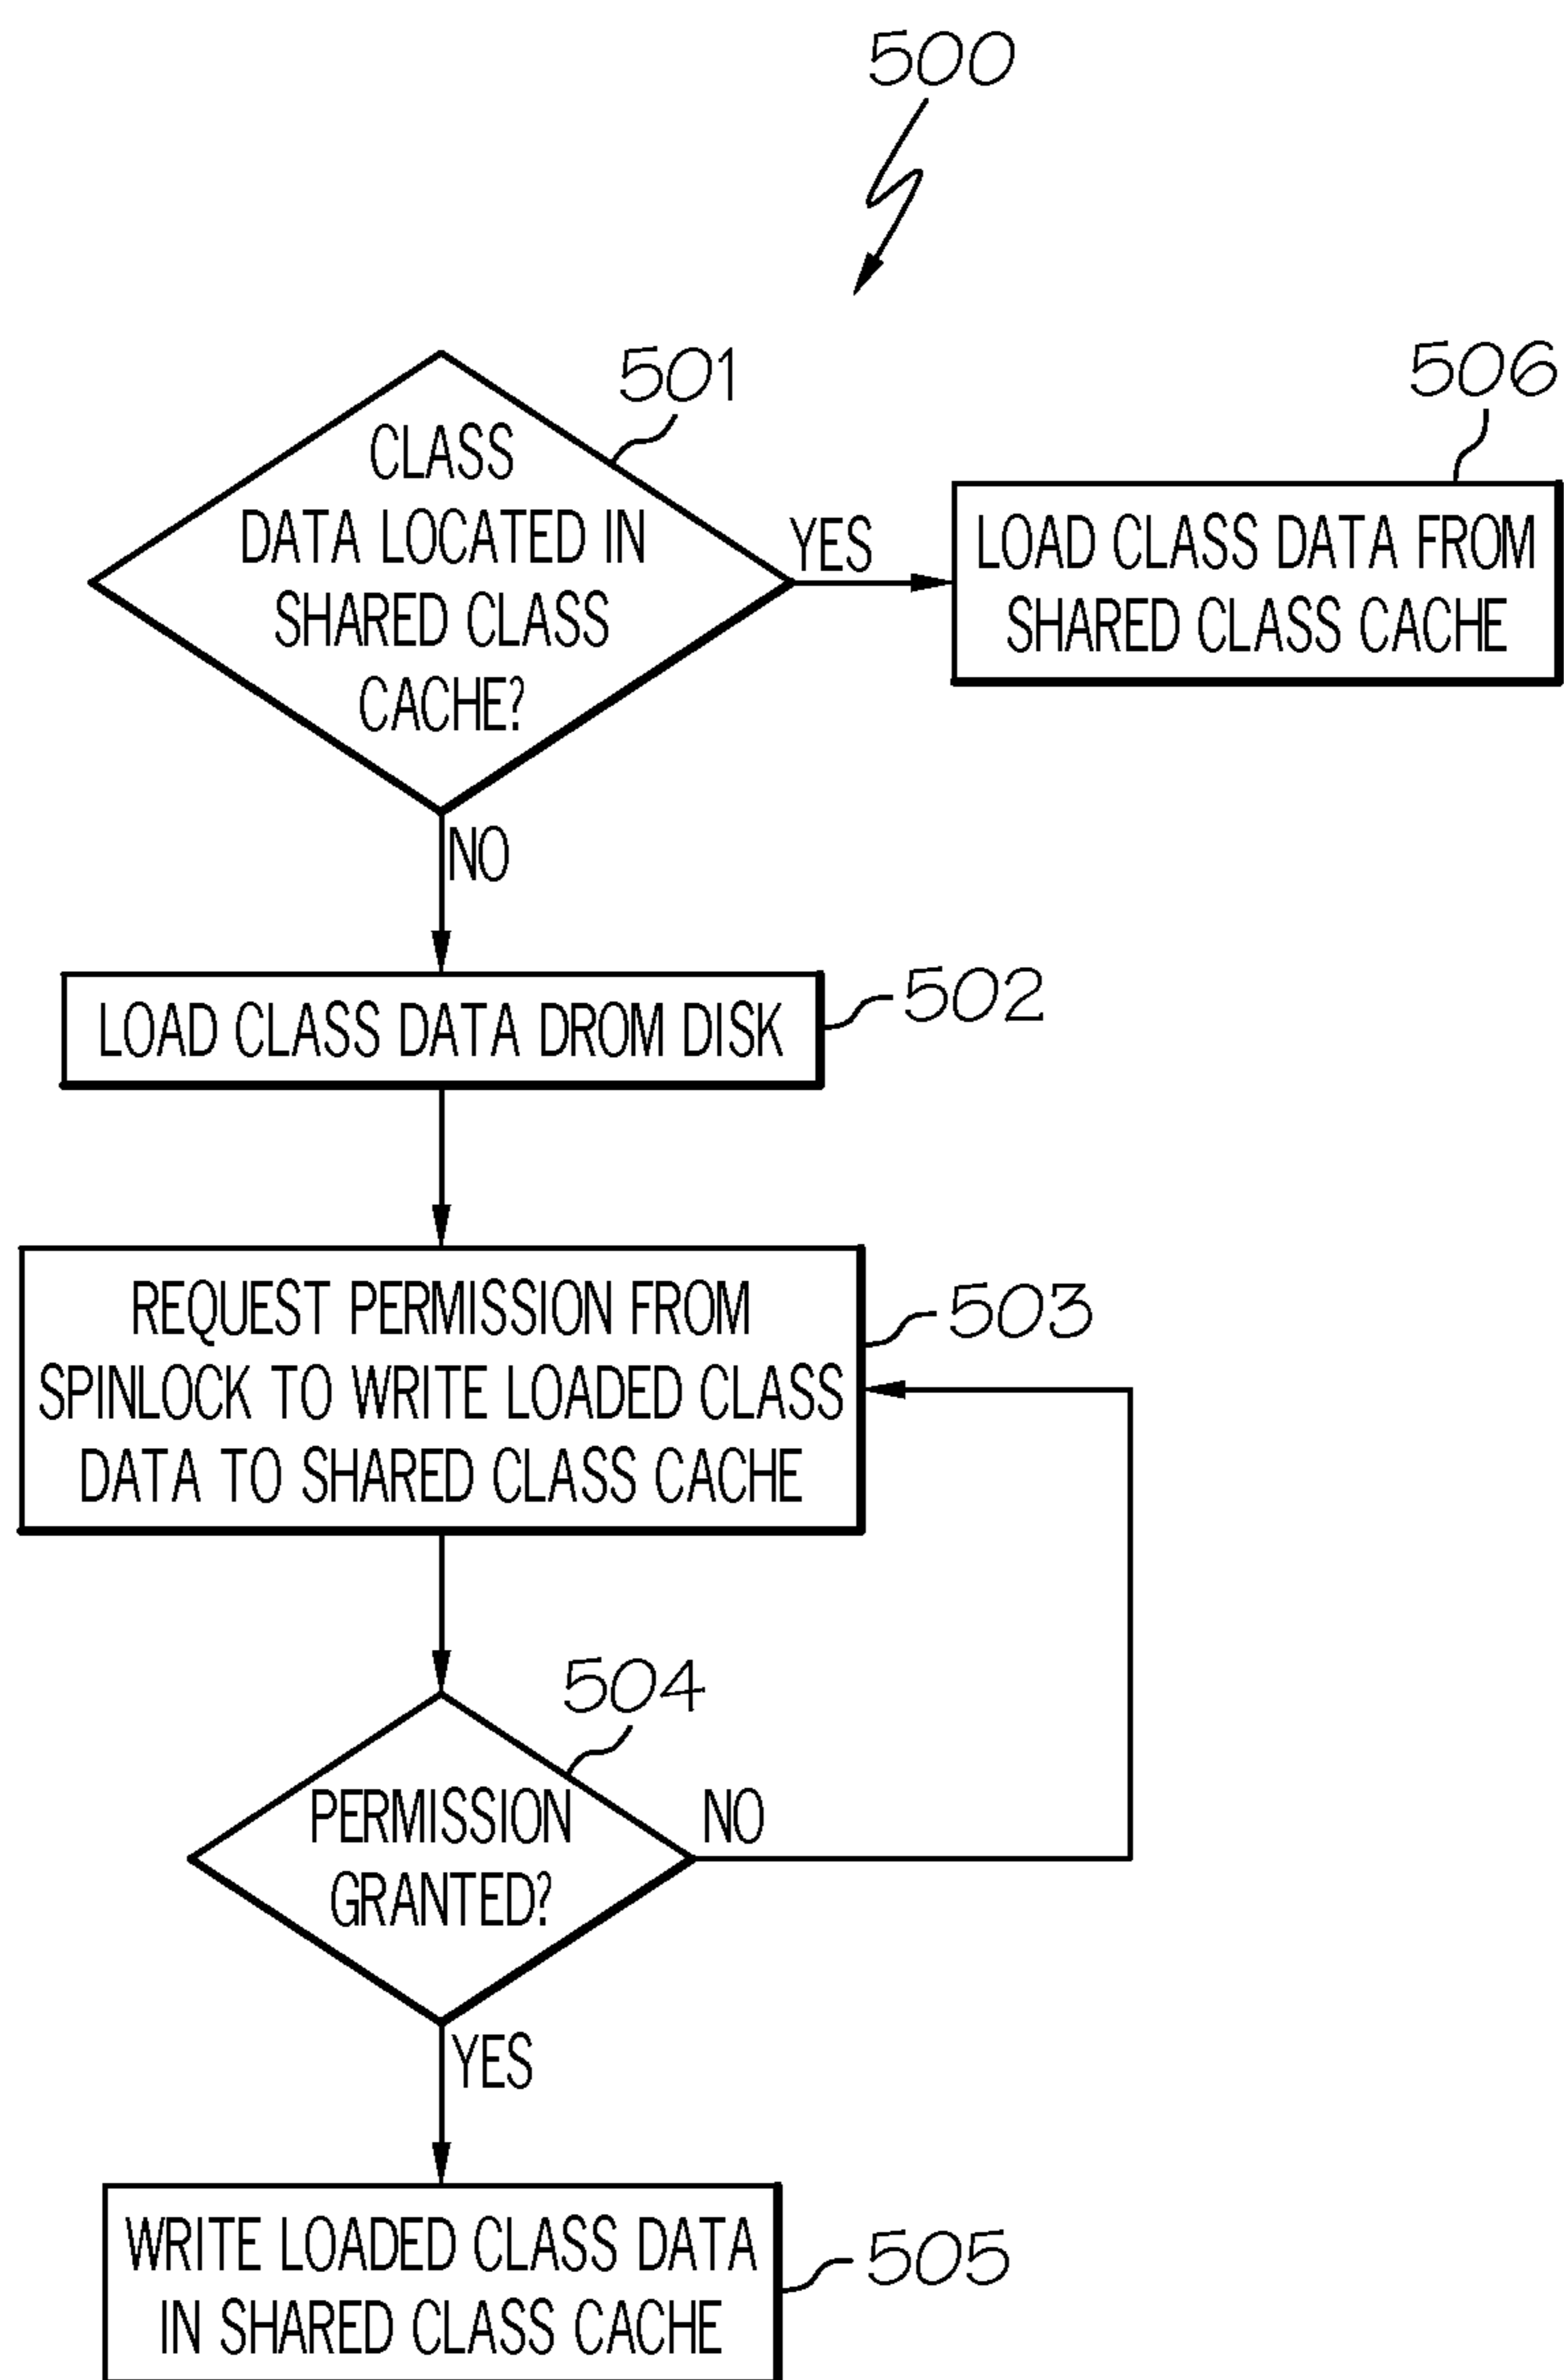 500
501
CLASS
DATA LOCATED IN
SHARED CLASS
CACHE?
YES
506
LOAD CLASS DATA FROM
SHARED CLASS CACHE
NO
LOAD CLASS DATA DROM DISK
502
REQUEST PERMISSION FROM
SPINLOCK TO WRITE LOADED CLASS
DATA TO SHARED CLASS CACHE
503
504
PERMISSION
GRANTED?
NO
YES
WRITE LOADED CLASS DATA
IN SHARED CLASS CACHE
505